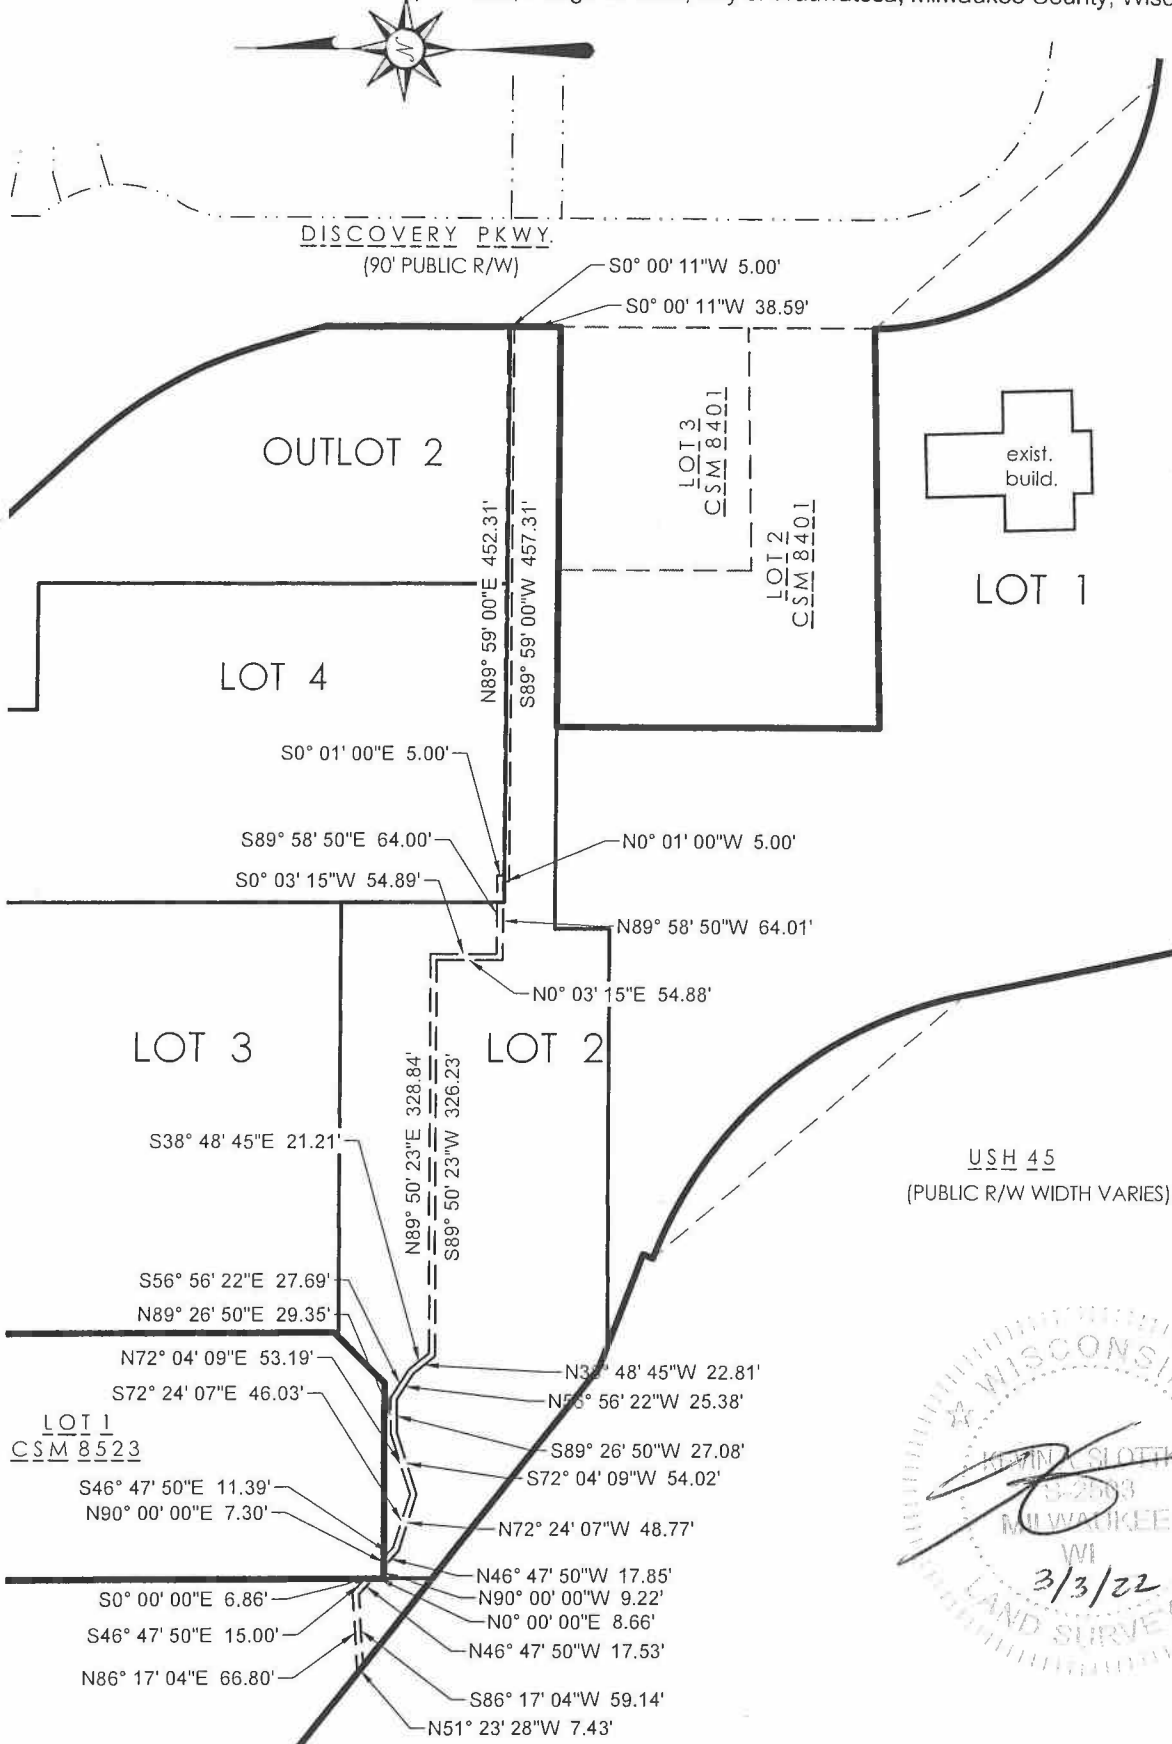 City of Wauwatosa, Milwaukee County,
N
DISCOVERY PKWY.
(90' PUBLIC R/W)
S0° 00' 11"W 5.00'
S0° 00' 11"W 38.59'
OUTLOT 2
LOT 3
CSM 8401
LOT 2
CSM 8401
exist.
build.
LOT 1
N89° 59' 00"E 452.31'
S89° 59' 00"W 457.31'
LOT 4
S0° 01' 00"E 5.00'
S89° 58' 50"E 64.00'
N0° 01' 00"W 5.00'
S0° 03' 15"W 54.89'
N89° 58' 50"W 64.01'
N0° 03' 15"E 54.88'
LOT 3
LOT 2
N89° 50' 23"E 328.84'
S89° 50' 23"W 326.23'
S38° 48' 45"E 21.21'
USH 45
(PUBLIC R/W WIDTH VARIES)
S56° 56' 22"E 27.69'
N89° 26' 50"E 29.35'
N72° 04' 09"E 53.19'
S72° 24' 07"E 46.03'
N38° 48' 45"W 22.81'
N56° 56' 22"W 25.38'
LOT 1
CSM 8523
S89° 26' 50"W 27.08'
S72° 04' 09"W 54.02'
S46° 47' 50"E 11.39'
N90° 00' 00"E 7.30'
N72° 24' 07"W 48.77'
N46° 47' 50"W 17.85'
N90° 00' 00"W 9.22'
S0° 00' 00"E 6.86'
N0° 00' 00"E 8.66'
S46° 47' 50"E 15.00'
N46° 47' 50"W 17.53'
N86° 17' 04"E 66.80'
S86° 17' 04"W 59.14'
N51° 23' 28"W 7.43'
WISCONS
KEVIN A. SLOTTK
S-2503
MILWAUKEE
WI
3/3/22
LAND SURVE